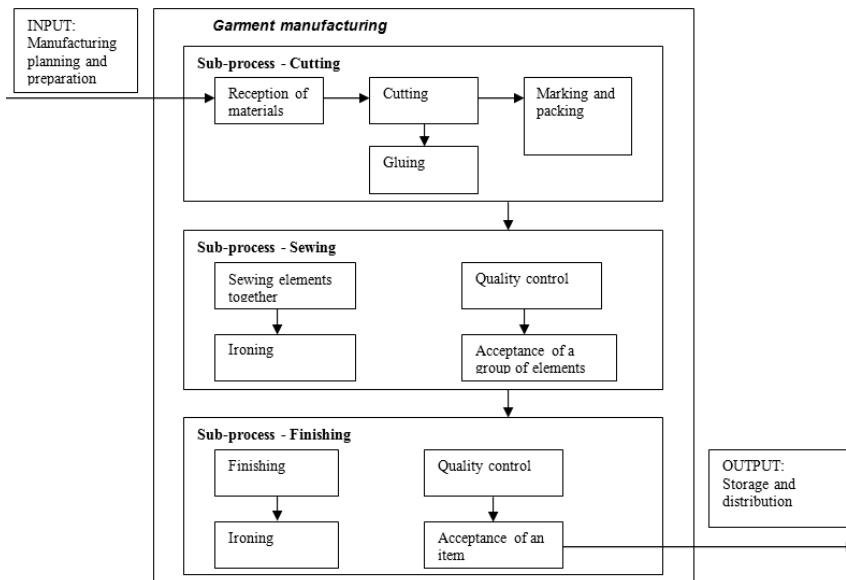 INPUT:
Manufacturing
planning and
preparation
Garment manufacturing
Sub-process - Cutting
Reception of
materials
Cutting
Marking and
packing
Gluing
Sub-process - Sewing
Sewing elements
together
Quality control
Ironing
Acceptance of a
group of elements
Sub-process - Finishing
Finishing
Quality control
Ironing
Acceptance of an
item
OUTPUT:
Storage and
distribution